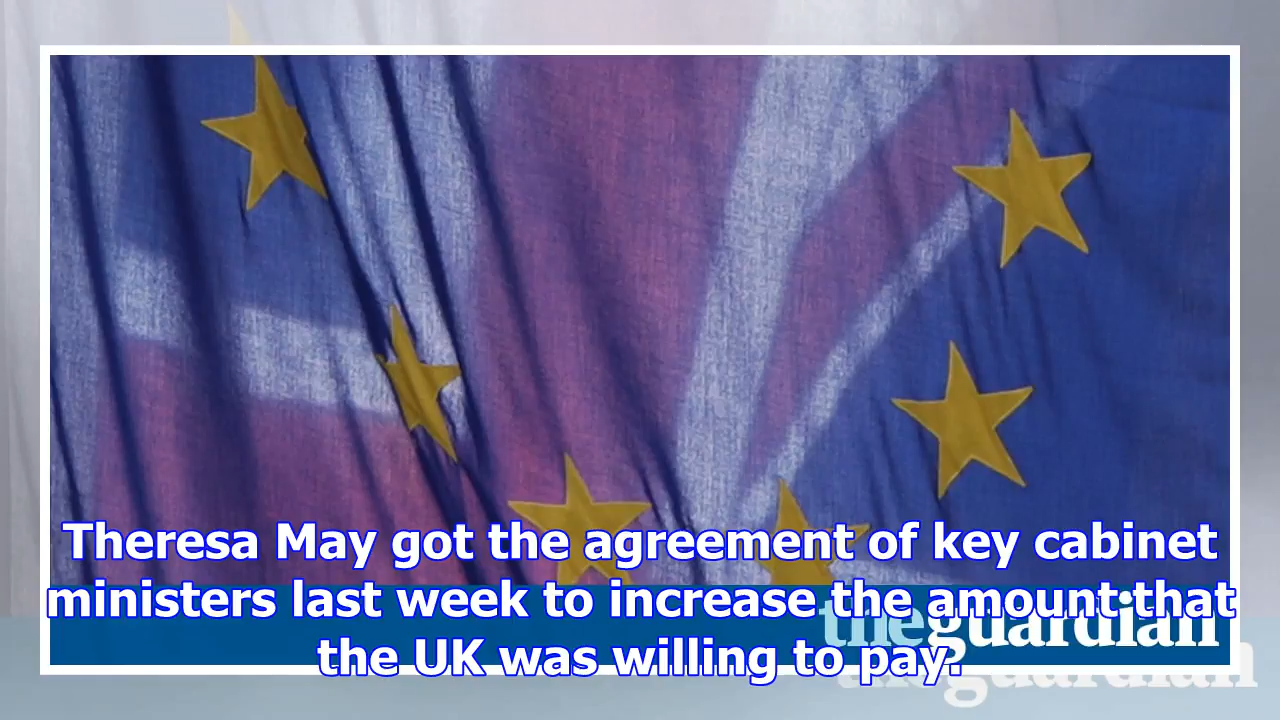 Theresa May got the agreement of key cabinet
ministers last week to increase the amount that
the UK was willing to pay.
theguardian
theguardian